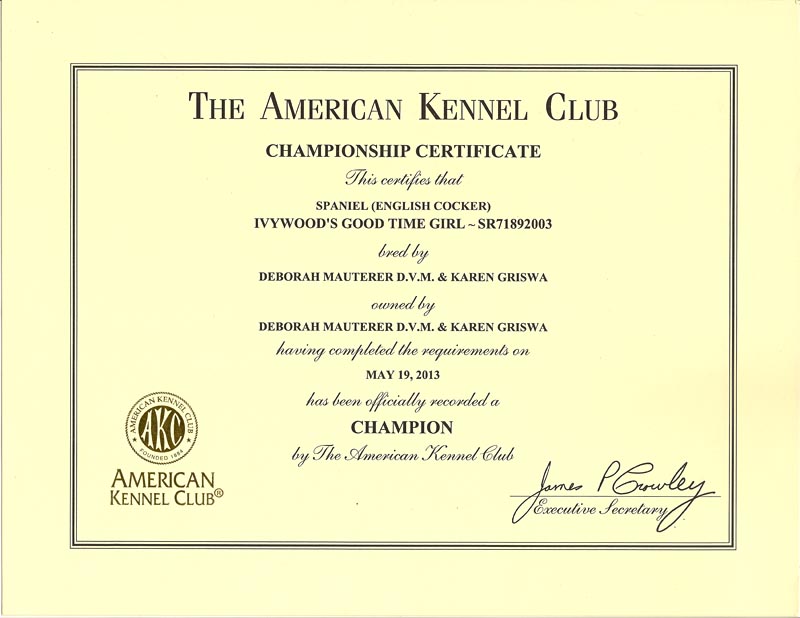 THE AMERICAN KENNEL CLUB
CHAMPIONSHIP CERTIFICATE
This certifies that
SPANIEL (ENGLISH COCKER)
IVYWOOD'S GOOD TIME GIRL ~ SR71892003
bred by
DEBORAH MAUTERER D.V.M. & KAREN GRISWA
owned by
DEBORAH MAUTERER D.V.M. & KAREN GRISWA
having completed the requirements on
MAY 19, 2013
has been officially recorded a
CHAMPION
by The American Kennel Club
AMERICAN KENNEL CLUB
AKC
FOUNDED 1884
AMERICAN
KENNEL CLUB®
James P Crowley
Executive Secretary